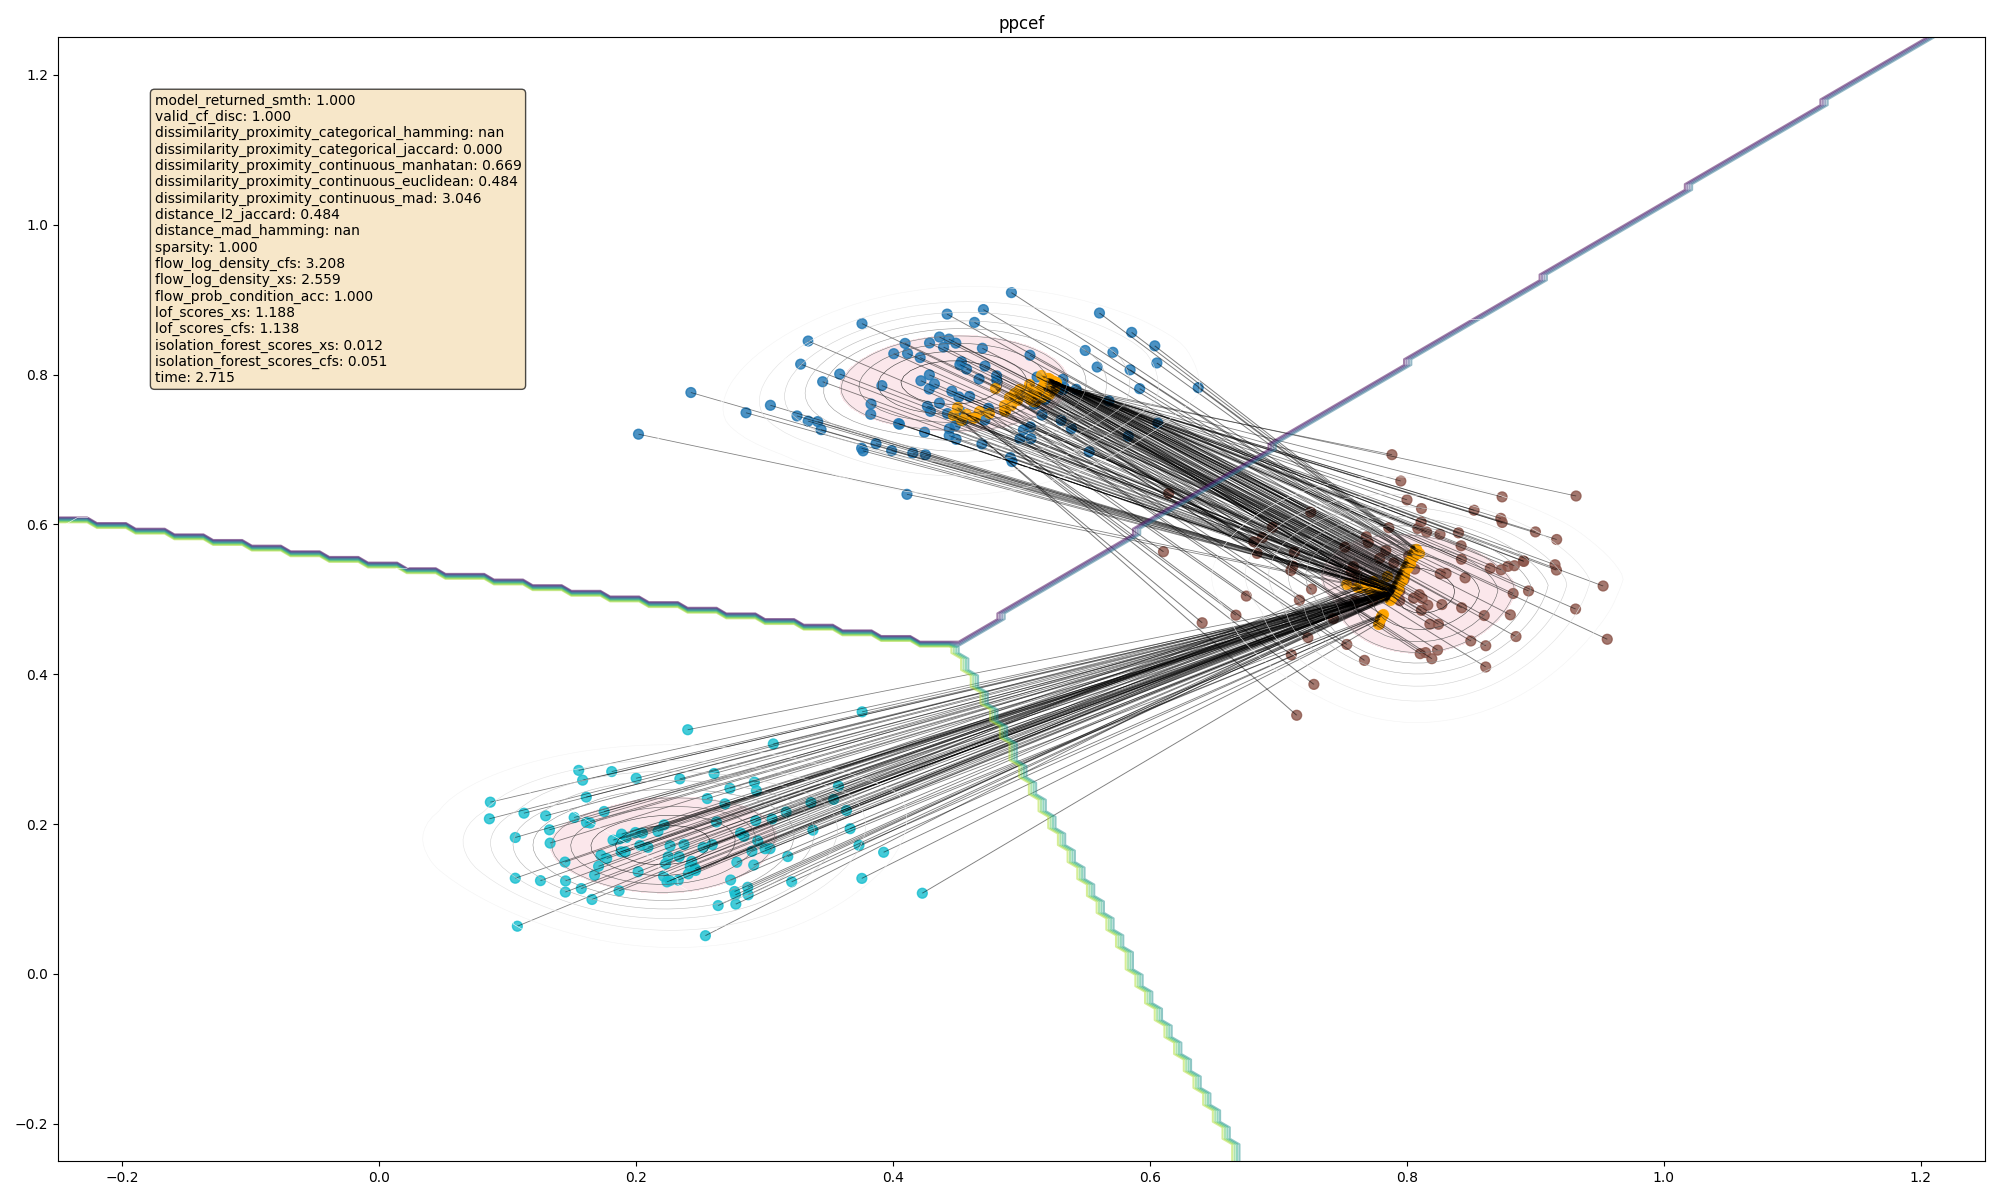 ppcef
model_returned_smth: 1.000
valid_cf_disc: 1.000
dissimilarity_proximity_categorical_hamming: nan
dissimilarity_proximity_categorical_jaccard: 0.000
dissimilarity_proximity_continuous_manhatan: 0.669
dissimilarity_proximity_continuous_euclidean: 0.484
dissimilarity_proximity_continuous_mad: 3.046
distance_l2_jaccard: 0.484
distance_mad_hamming: nan
sparsity: 1.000
flow_log_density_cfs: 3.208
flow_log_density_xs: 2.559
flow_prob_condition_acc: 1.000
lof_scores_xs: 1.188
lof_scores_cfs: 1.138
isolation_forest_scores_xs: 0.012
isolation_forest_scores_cfs: 0.051
time: 2.715
1.2
1.0
0.8
0.6
0.4
0.2
0.0
−0.2
−0.2 0.0 0.2 0.4 0.6 0.8 1.0 1.2